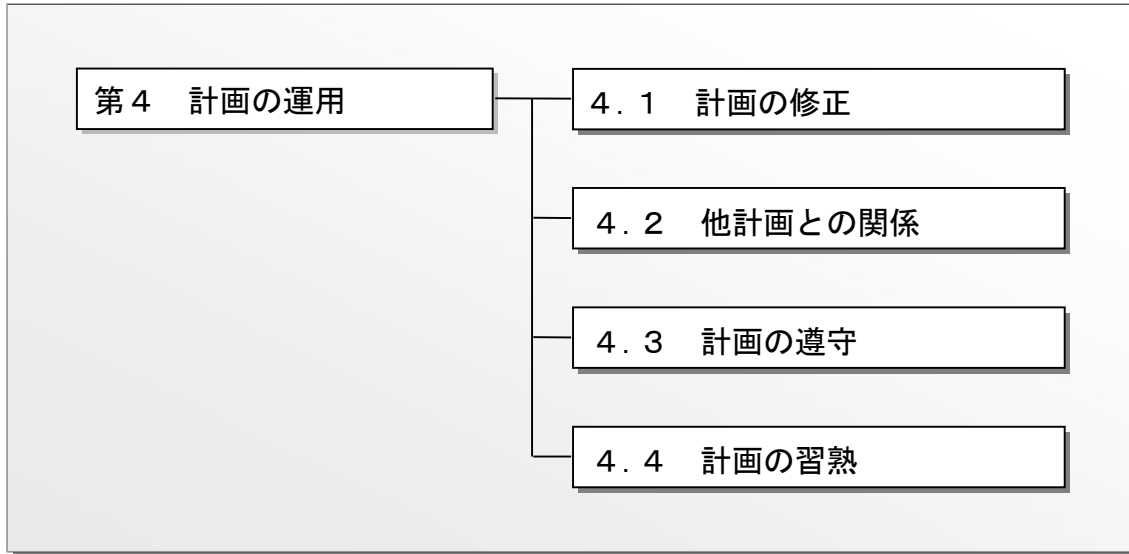 第４　計画の運用
４．１　計画の修正
４．２　他計画との関係
４．３　計画の遵守
４．４　計画の習熟